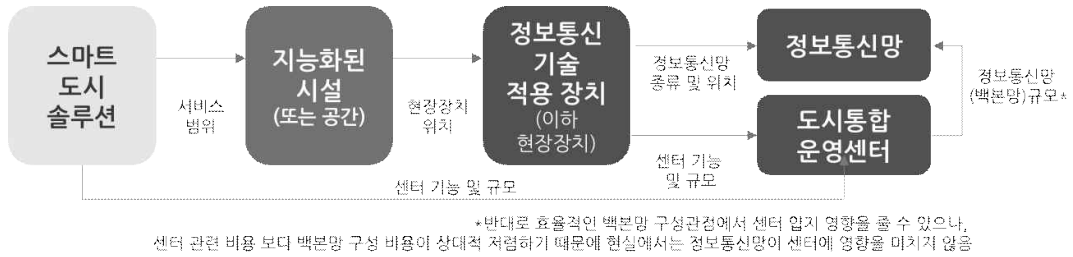 스마트
도시
솔루션
서비스
범위
지능화된
시설
(또는 공간)
현장장치
위치
정보통신
기술
적용 장치
(이하
현장장치)
정보통신망
종류 및 위치
센터 기능
및 규모
정보통신망
도시통합
운영센터
정보통신망
(백본망)규모*
센터 기능 및 규모
*반대로 효율적인 백본망 구성관점에서 센터 입지 영향을 줄 수 있으나,
센터 관련 비용 보다 백본망 구성 비용이 상대적 저렴하기 때문에 현실에서는 정보통신망이 센터에 영향을 미치지 않음